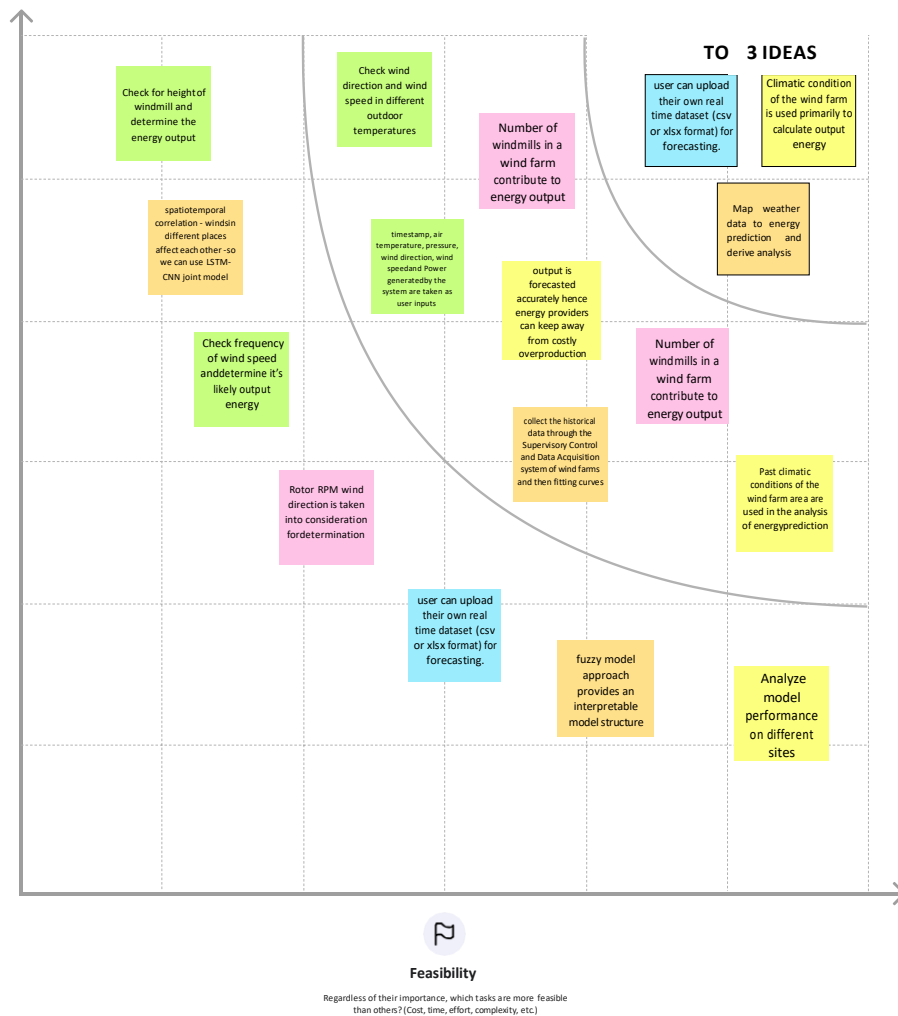 TO 3 IDEAS
Check for height of
windmill and
determine the
energy output
Check wind
direction and wind
speed in different
outdoor
temperatures
Number of
windmills in a
wind farm
contribute to
energy output
user can upload
their own real
time dataset (csv
or xlsx format) for
forecasting.
Climatic condition
of the wind farm
is used primarily to
calculate output
energy
Map weather
data to energy
prediction and
derive analysis
spatiotemporal
correlation - windsin
different places
affect each other -so
we can use LSTM-
CNN joint model
timestamp, air
temperature, pressure,
wind direction, wind
speedand Power
generatedby the
system are taken as
user inputs
output is
forecasted
accurately hence
energy providers
can keep away
from costly
overproduction
Check frequency
of wind speed
anddetermine it's
likely output
energy
Number of
windmills in a
wind farm
contribute to
energy output
collect the historical
data through the
Supervisory Control
and Data Acquisition
system of wind farms
and then fitting curves
Past climatic
conditions of the
wind farm area are
used in the analysis
of energyprediction
Rotor RPM wind
direction is taken
into consideration
fordetermination
user can upload
their own real
time dataset (csv
or xlsx format) for
forecasting.
fuzzy model
approach
provides an
interpretable
model structure
Analyze
model
performance
on different
sites
Feasibility
Regardless of their importance, which tasks are more feasible
than others? (Cost, time, effort, complexity, etc.)